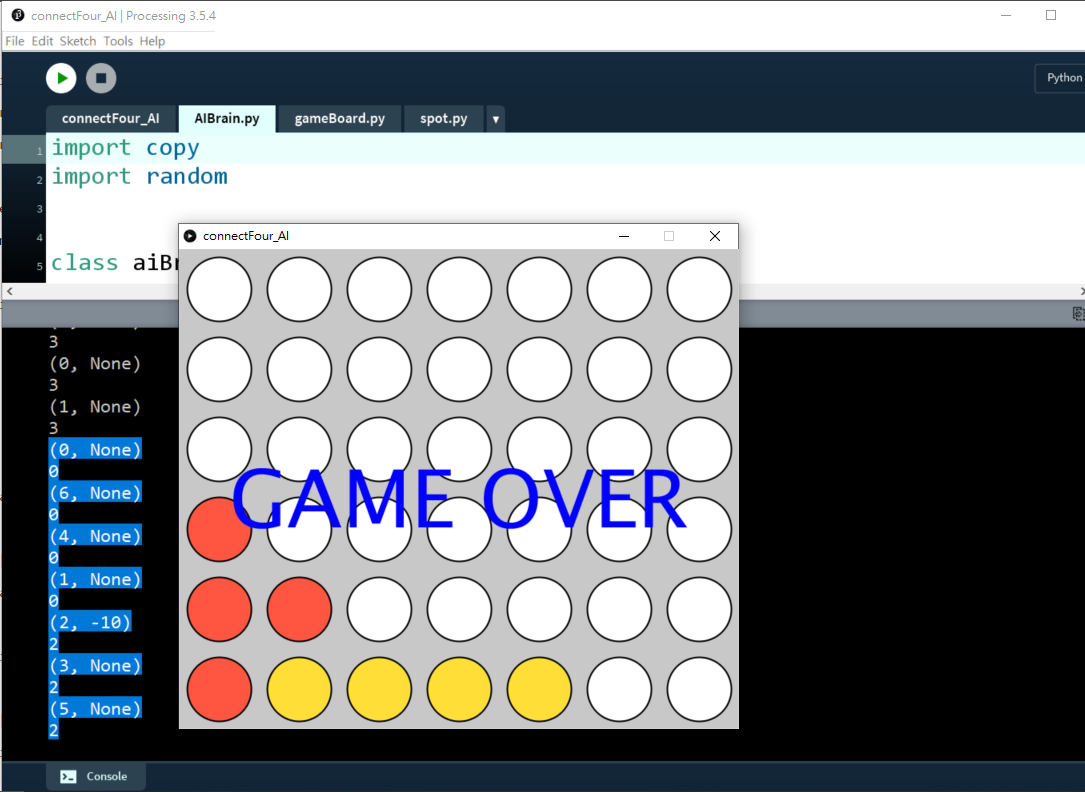 connectFour_AI | Processing 3.5.4
File Edit Sketch Tools Help
Python
connectFour_AI AIBrain.py gameBoard.py spot.py ▾
1 import copy
2 import random
3
4
5 class
connectFour_AI
GAME OVER
3
(0, None)
3
(1, None)
3
(0, None)
0
(6, None)
0
(4, None)
0
(1, None)
0
(2, -10)
2
(3, None)
2
(5, None)
2
Console